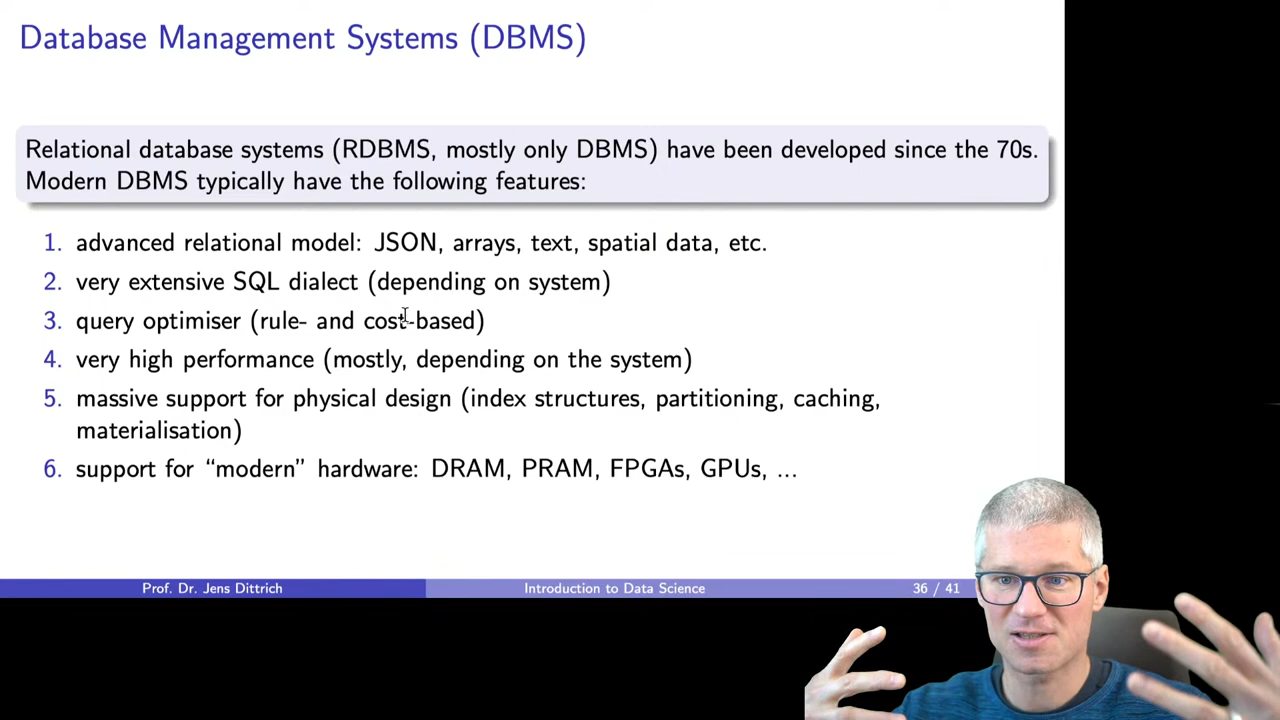 Database Management Systems (DBMS)
Relational database systems (RDBMS, mostly only DBMS) have been developed since the 70s.
Modern DBMS typically have the following features:
1. advanced relational model: JSON, arrays, text, spatial data, etc.
2. very extensive SQL dialect (depending on system)
3. query optimiser (rule- and cost-based)
4. very high performance (mostly, depending on the system)
5. massive support for physical design (index structures, partitioning, caching,
materialisation)
6. support for “modern” hardware: DRAM, PRAM, FPGAs, GPUs, ...
Prof. Dr. Jens Dittrich
Introduction to Data Science
36 / 41